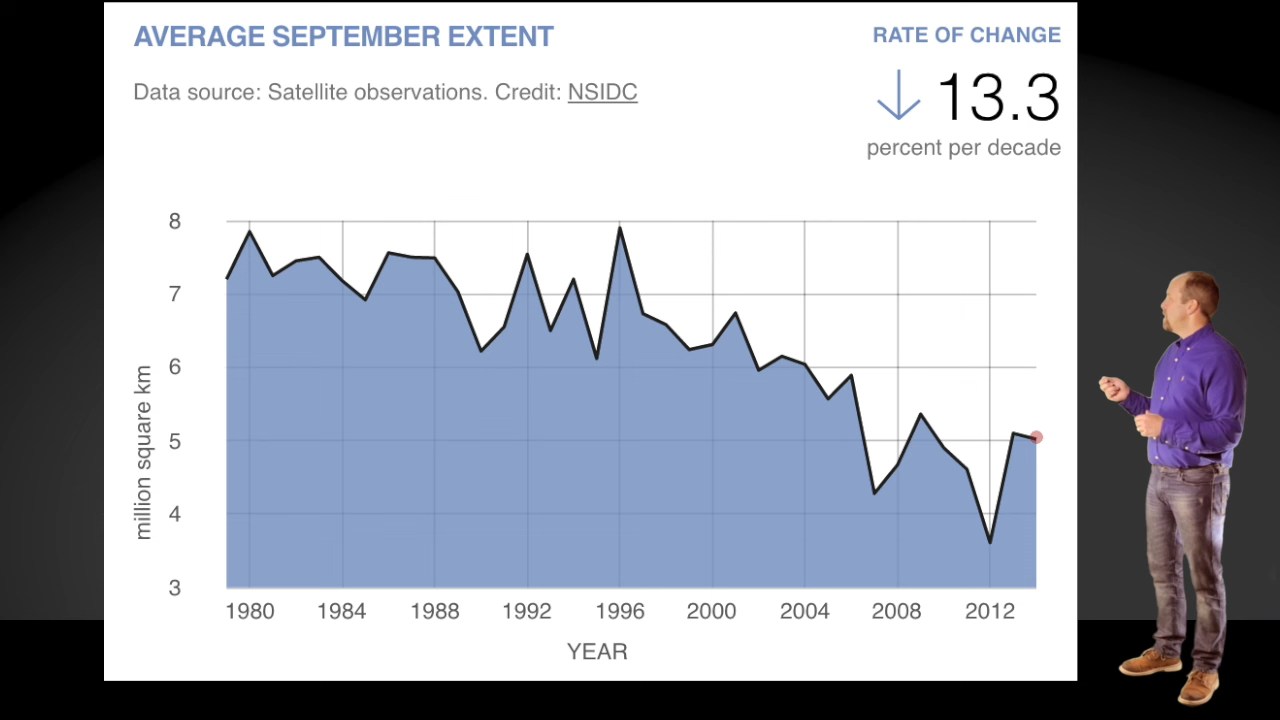 AVERAGE SEPTEMBER EXTENT
RATE OF CHANGE
Data source: Satellite observations. Credit: NSIDC
13.3
percent per decade
8
7
6
5
4
3
million square km
1980 1984 1988 1992 1996 2000 2004 2008 2012
YEAR